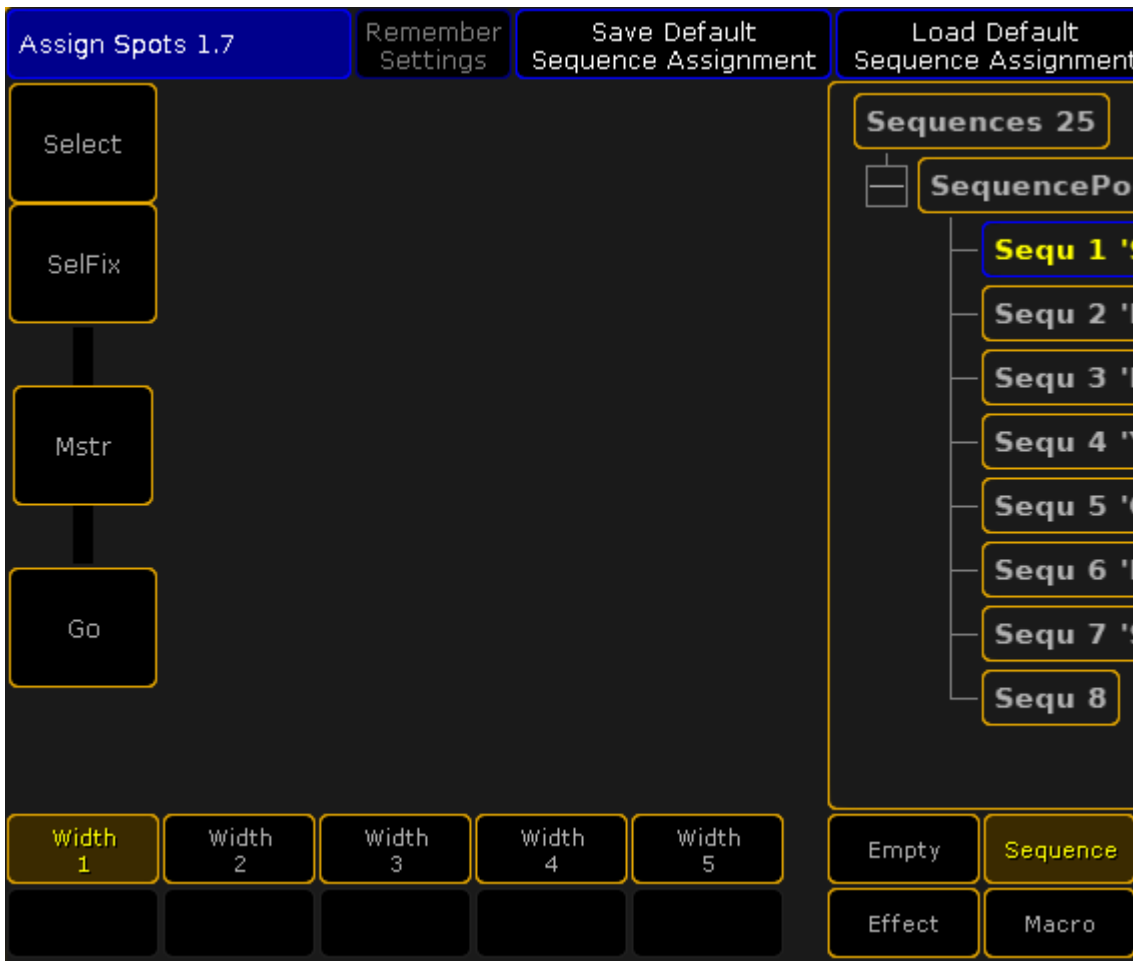 Assign Spots 1.7
Remember
Settings
Save Default
Sequence Assignment
Load Default
Sequence Assignment
Select
SelFix
Mstr
Go
Sequences 25
SequencePo
Sequ 1 '
Sequ 2 '
Sequ 3 '
Sequ 4 '
Sequ 5 '
Sequ 6 '
Sequ 7 '
Sequ 8
Width
1
Width
2
Width
3
Width
4
Width
5
Empty
Sequence
Effect
Macro